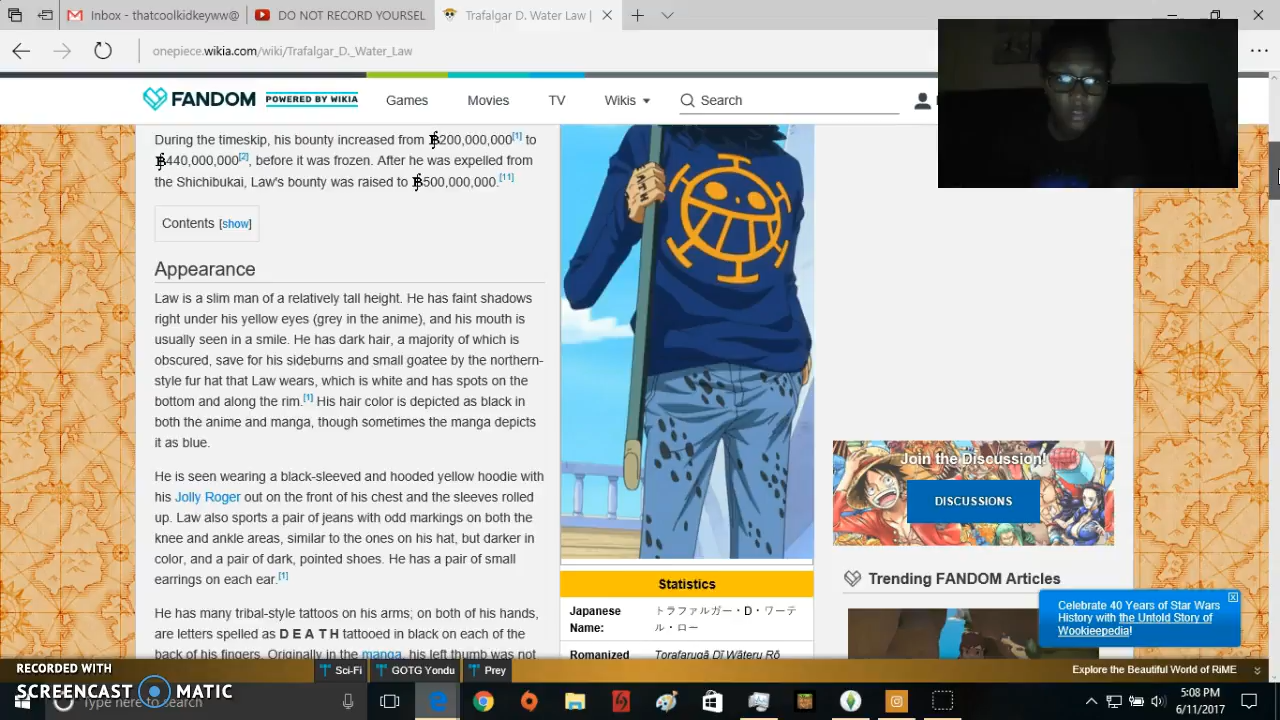 DO NOT RECORD YOURSEL
Trafalgar D. Water Law
onepiece.wikia.com/wiki/Trafalgar_D._Water_Law
FANDOM POWERED BY WIKIA Games Movies TV Wikis Search
During the timeskip, his bounty increased from ฿200,000,000[1] to
฿440,000,000[2], before it was frozen. After he was expelled from
the Shichibukai, Law's bounty was raised to ฿500,000,000.[11]
Contents [show]
Appearance
Law is a slim man of a relatively tall height. He has faint shadows
right under his yellow eyes (grey in the anime), and his mouth is
usually seen in a smile. He has dark hair, a majority of which is
obscured, save for his sideburns and small goatee by the northern-
style fur hat that Law wears, which is white and has spots on the
bottom and along the rim.[1] His hair color is depicted as black in
both the anime and manga, though sometimes the manga depicts
it as blue.
He is seen wearing a black-sleeved and hooded yellow hoodie with
his Jolly Roger out on the front of his chest and the sleeves rolled
up. Law also sports a pair of jeans with odd markings on both the
knee and ankle areas, similar to the ones on his hat, but darker in
color, and a pair of dark, pointed shoes. He has a pair of small
earrings on each ear.[1]
He has many tribal-style tattoos on his arms; on both of his hands,
are letters spelled as D E A T H tattooed in black on each of the
back of his fingers. Originally in the manga, his left thumb was not
Statistics
Japanese Name: トラファルガー・D・ワーテ
ル・ロー
Romanized Torafarugā Dī Wāteru Rō
Join the Discussion!
DISCUSSIONS
Trending FANDOM Articles
Celebrate 40 Years of Star Wars
History with the Untold Story of
Wookieepedia!
Sci-Fi GOTG Yondu Prey Explore the Beautiful World of RiME
RECORDED WITH
SCREENCAST MATIC
Type here to search
5:08 PM
6/11/2017